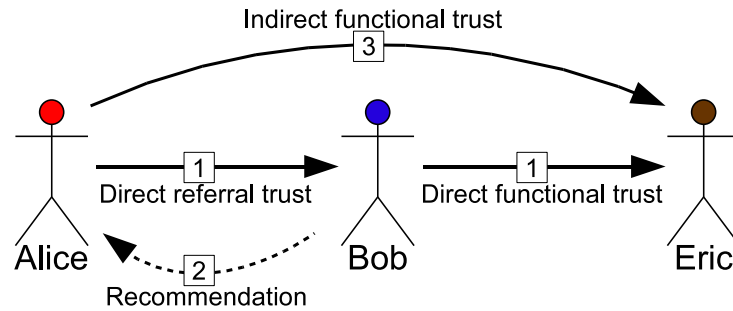 Indirect functional trust
3
1
1
Direct referral trust
Direct functional trust
Alice
Bob
Eric
2
Recommendation